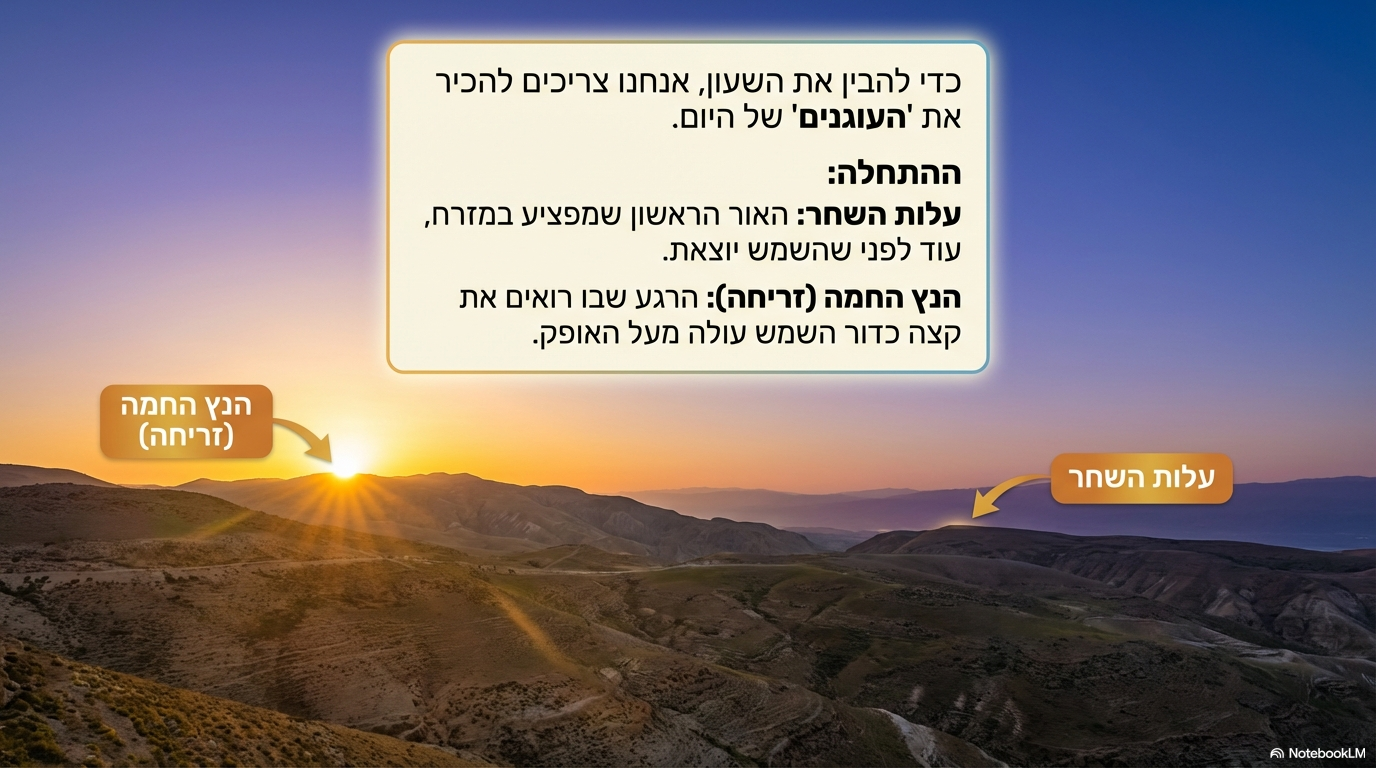 כדי להבין את השעון, אנחנו צריכים להכיר
את 'העוגנים' של היום.
ההתחלה:
עלות השחר: האור הראשון שמפציע במזרח,
עוד לפני שהשמש יוצאת.
הנץ החמה (זריחה): הרגע שבו רואים את
קצה כדור השמש עולה מעל האופק.
הנץ החמה
(זריחה)
עלות השחר
NotebookLM